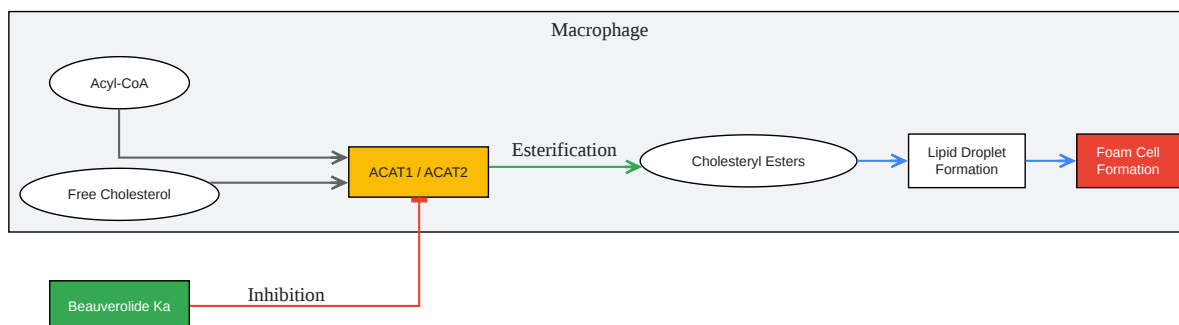 Macrophage
Acyl-CoA
Free Cholesterol
ACAT1 / ACAT2
Esterification
Cholesteryl Esters
Lipid Droplet
Formation
Foam Cell
Formation
Beauverolide Ka
Inhibition